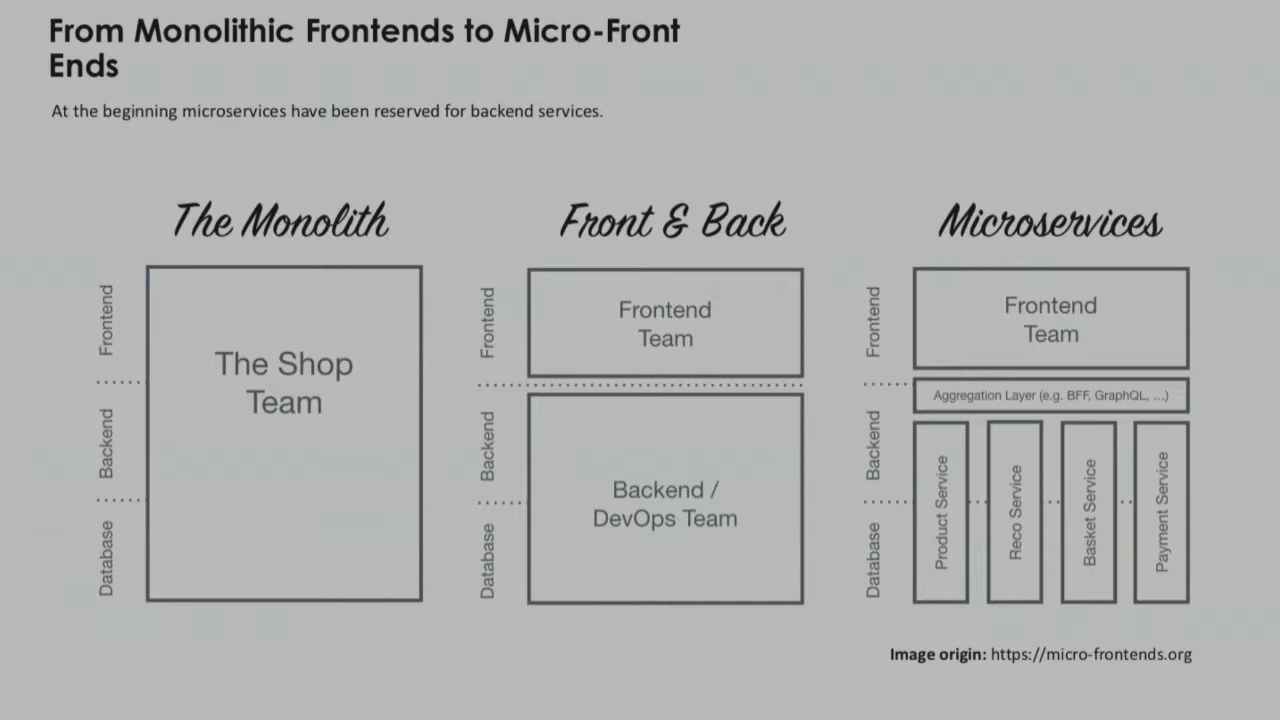 From Monolithic Frontends to Micro-Front
Ends
At the beginning microservices have been reserved for backend services.
The Monolith
Frontend
Backend
Database
The Shop
Team
Front & Back
Frontend
Backend
Database
Frontend
Team
Backend /
DevOps Team
Microservices
Frontend
Backend
Database
Frontend
Team
Aggregation Layer (e.g. BFF, GraphQL, ...)
Product Service
Reco Service
Basket Service
Payment Service
Image origin: https://micro-frontends.org